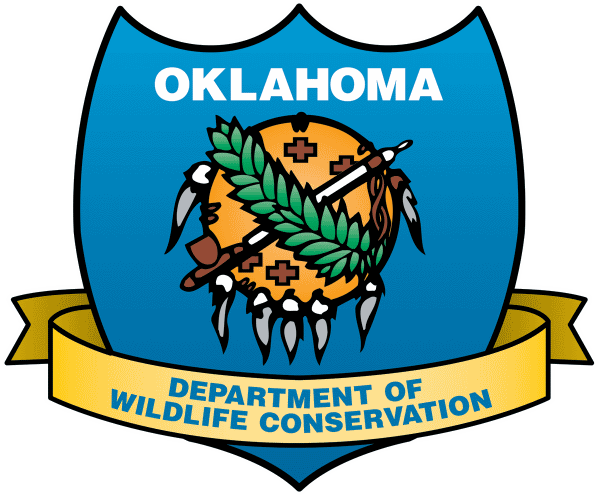 OKLAHOMA
DEPARTMENT OF
WILDLIFE CONSERVATION